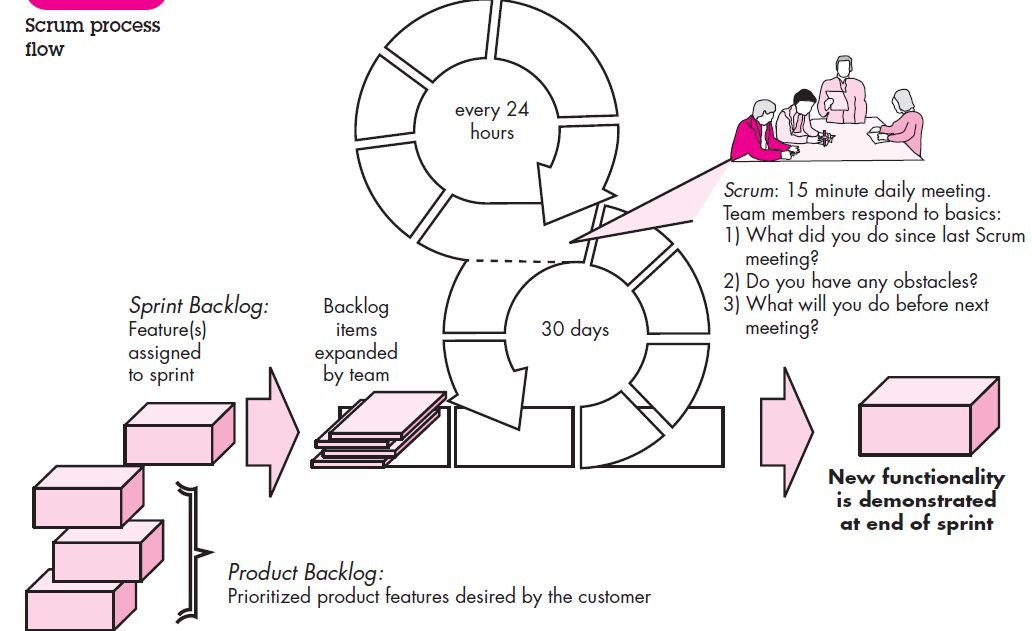 Scrum process
flow
every 24
hours
Scrum: 15 minute daily meeting.
Team members respond to basics:
1) What did you do since last Scrum
meeting?
2) Do you have any obstacles?
3) What will you do before next
meeting?
Sprint Backlog:
Feature(s)
assigned
to sprint
Backlog
items
expanded
by team
30 days
New functionality
is demonstrated
at end of sprint
Product Backlog:
Prioritized product features desired by the customer